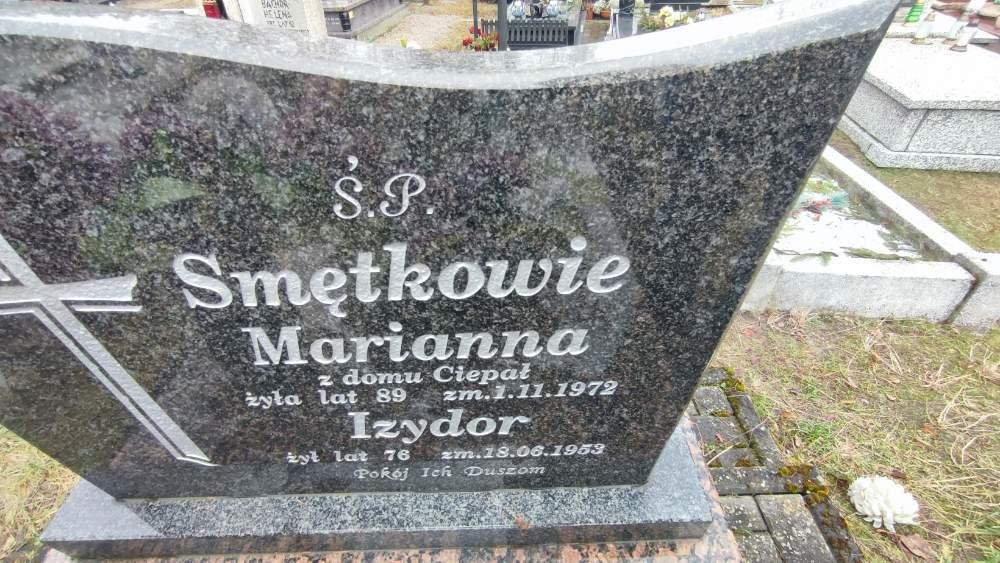 HELENA
Ś.P.
Smętkowie
Marianna
z domu Ciepał
żyła lat 89 zm.1.11.1972
Izydor
żył lat 76 zm.18.06.1953
Pokój Ich Duszom